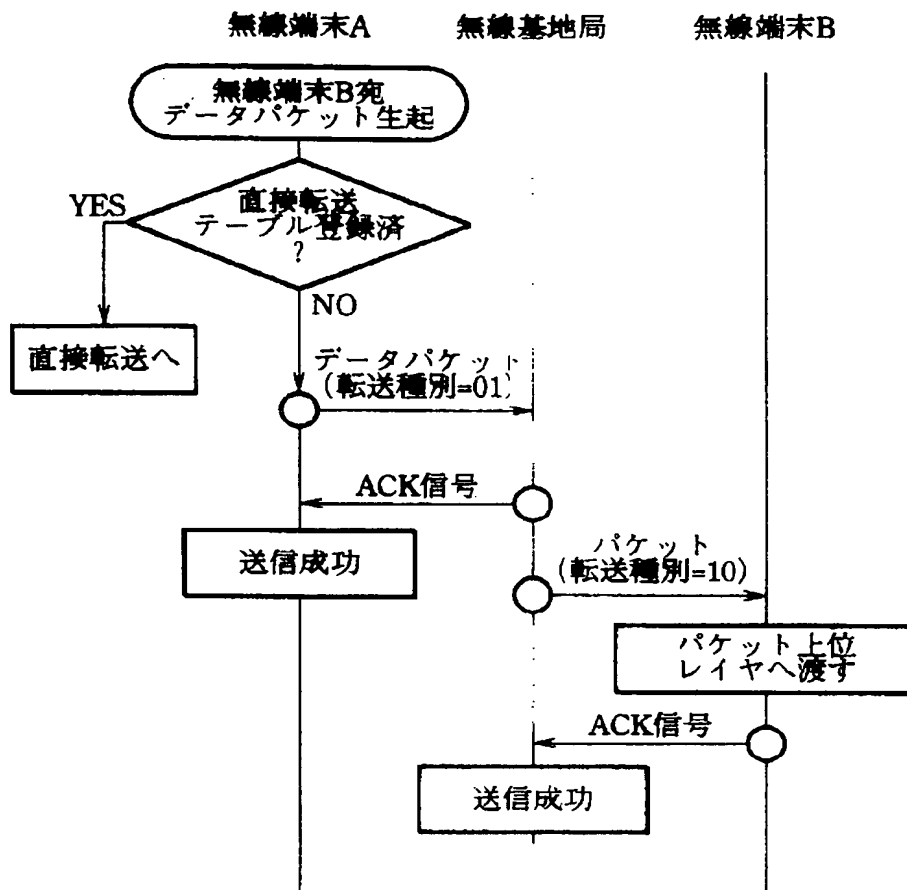 無線端末A
無線基地局
無線端末B
無線端末B宛
データパケット生起
直接転送
テーブル登録済
?
YES
NO
直接転送へ
データパケット
(転送種別=01)
ACK信号
送信成功
パケット
(転送種別=10)
パケット上位
レイヤへ渡す
ACK信号
送信成功